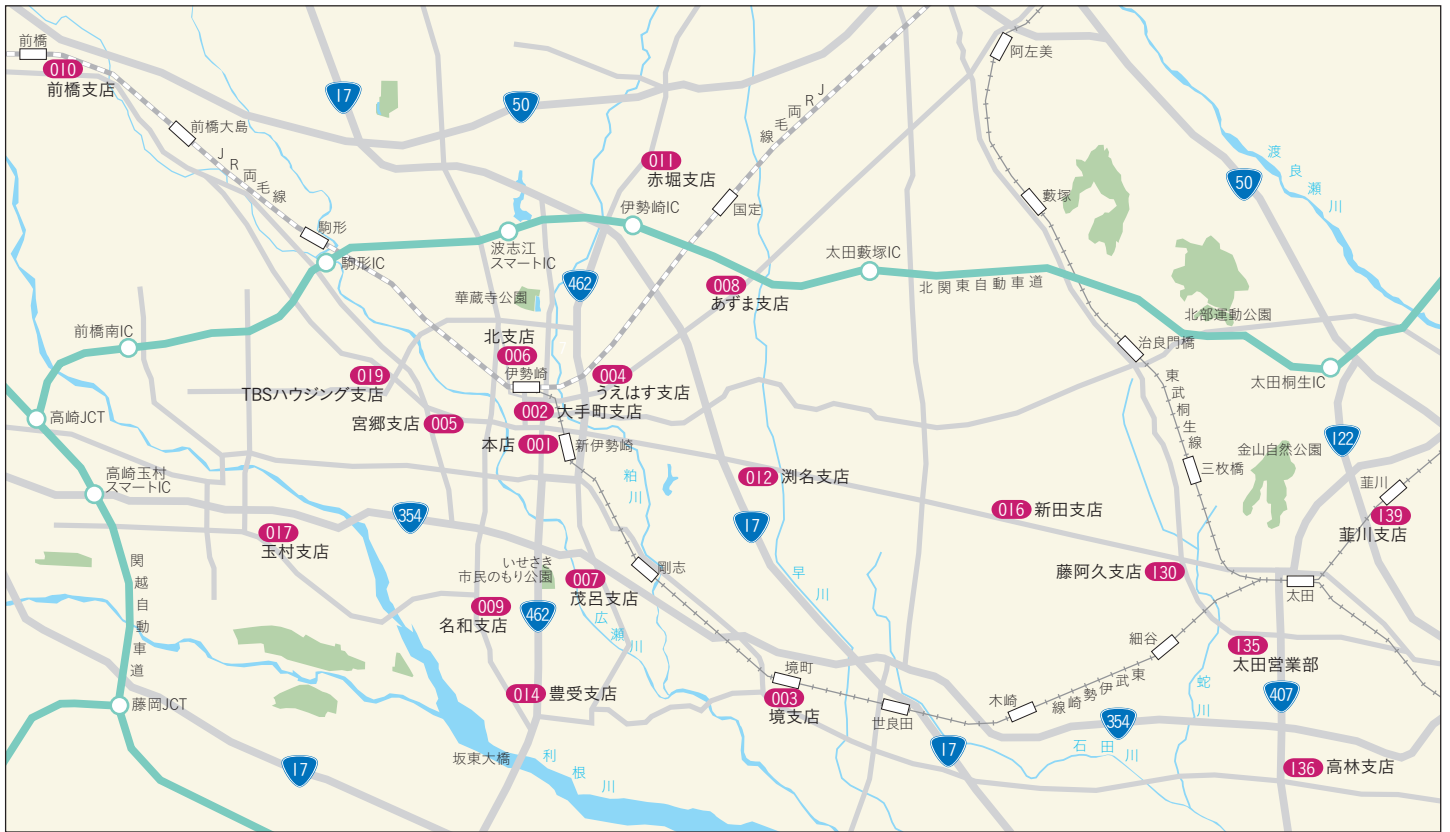 前橋
010
前橋支店
17
50
前橋大島
JR両毛線
JR両毛線
阿左美
011
赤堀支店
伊勢崎IC
国定
藪塚
50
渡良瀬川
駒形
駒形IC
波志江
スマートIC
462
華蔵寺公園
008
あずま支店
太田藪塚IC
北関東自動車道
北部運動公園
前橋南IC
北支店
006
伊勢崎
7
004
うえはす支店
治良門橋
太田桐生IC
019
TBSハウジング支店
002
大手町支店
東武桐生線
高崎JCT
宮郷支店
005
本店
001
新伊勢崎
122
金山自然公園
三枚橋
高崎玉村
スマートIC
粕川
012
渕名支店
韮川
139
韮川支店
354
016
新田支店
017
玉村支店
17
関越自動車道
いせさき
市民のもり公園
剛志
007
茂呂支店
早川
藤阿久支店
130
太田
009
名和支店
462
広瀬川
細谷
135
太田営業部
境町
003
境支店
014
豊受支店
藤岡JCT
世良田
木崎
東武伊勢崎線
354
蛇川
407
石田川
坂東大橋
利根川
17
17
136
高林支店